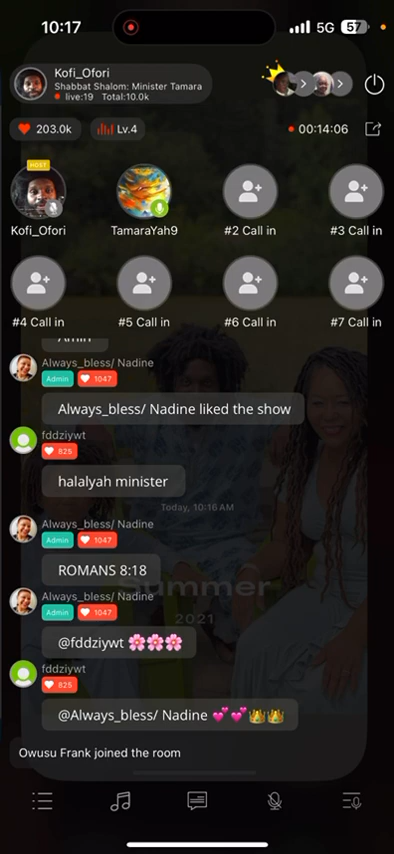 10:17
5G
57
Kofi_Ofori
Shabbat Shalom: Minister Tamara
live:19 Total:10.0k
203.0k
Lv.4
00:14:06
HOST
Kofi_Ofori
TamaraYah9
#2 Call in
#3 Call in
#4 Call in
#5 Call in
#6 Call in
#7 Call in
Always_bless/ Nadine
Admin
1047
Always_bless/ Nadine liked the show
fddziywt
825
halalyah minister
Today, 10:16 AM
Always_bless/ Nadine
Admin
1047
ROMANS 8:18
summer
Always_bless/ Nadine
Admin
1047
2021
@fddziywt 🌸🌸🌸
fddziywt
825
@Always_bless/ Nadine 💕💕👑👑
Owusu Frank joined the room